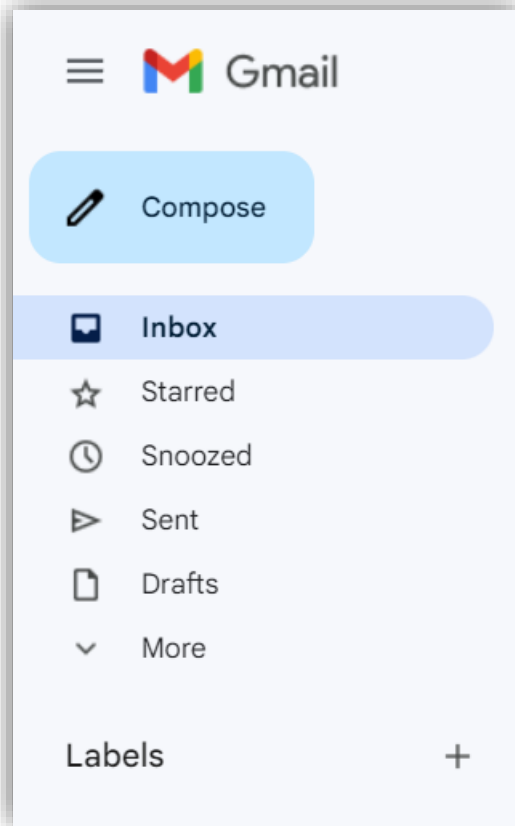 Gmail
Compose
Inbox
Starred
Snoozed
Sent
Drafts
More
Labels